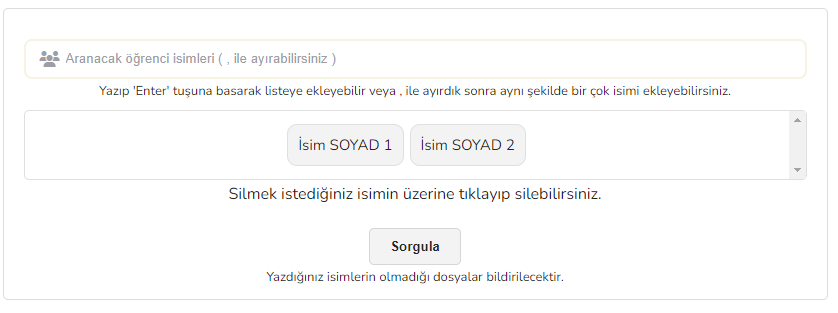 Aranacak öğrenci isimleri ( , ile ayırabilirsiniz )
Yazıp 'Enter' tuşuna basarak listeye ekleyebilir veya , ile ayırdık sonra aynı şekilde bir çok isimi ekleyebilirsiniz.
İsim SOYAD 1 İsim SOYAD 2
Silmek istediğiniz isimin üzerine tıklayıp silebilirsiniz.
Sorgula
Yazdığınız isimlerin olmadığı dosyalar bildirilecektir.